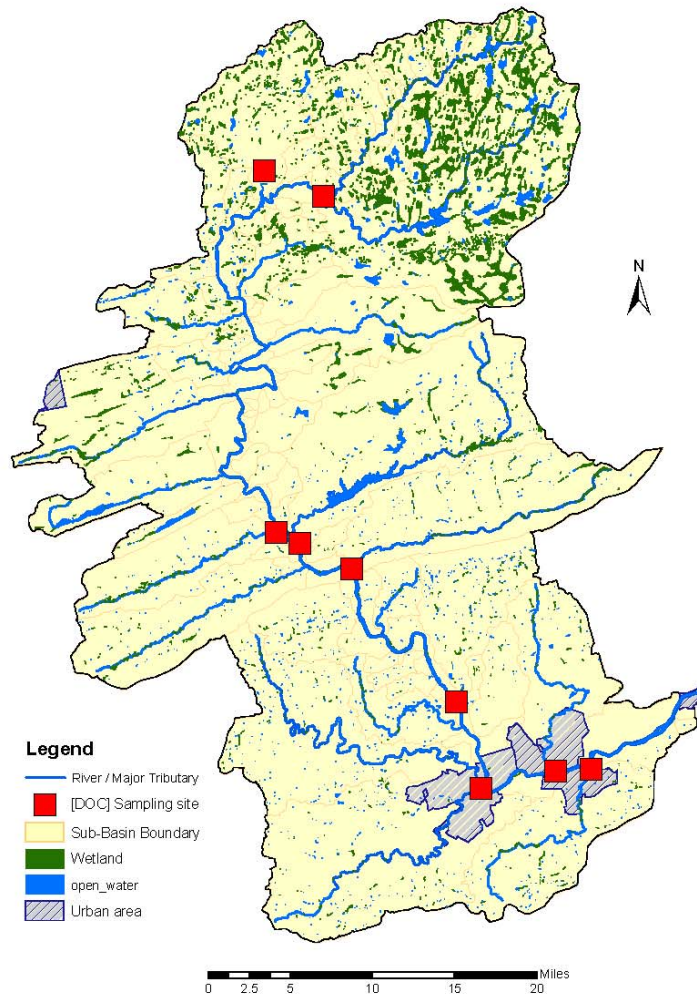 N
Legend
River / Major Tributary
[DOC] Sampling site
Sub-Basin Boundary
Wetland
open_water
Urban area
Miles
0 2.5 5 10 15 20